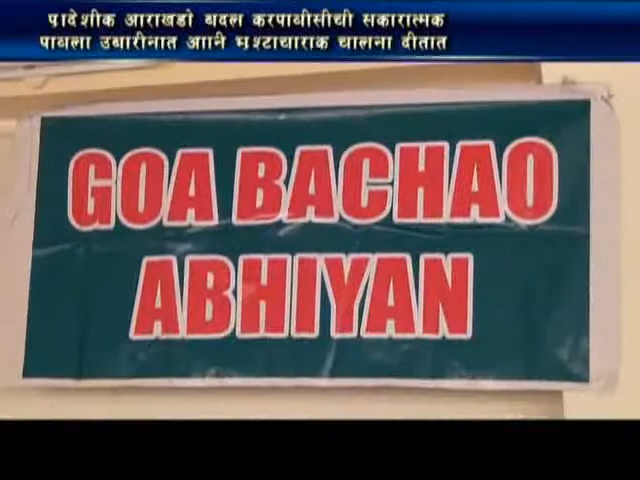 प्रादेशीक आराखडो बदल करपाबीसीची सकारात्मक
पावला उबारीनात आनी भ्रश्टाचाराक चालना दीतात
GOA BACHAO
ABHIYAN